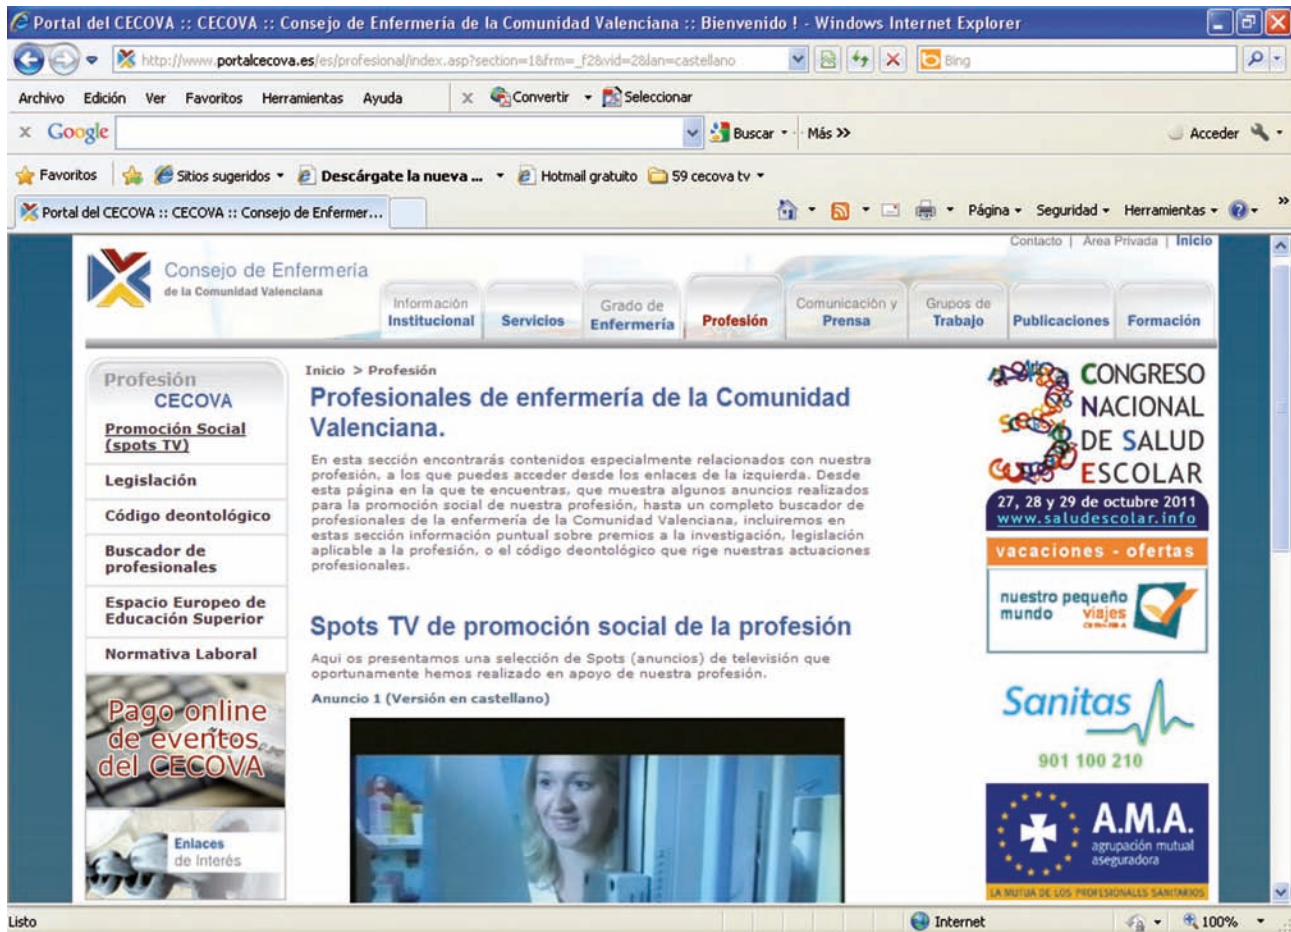 Portal del CECOVA :: CECOVA :: Consejo de Enfermería de la Comunidad Valenciana :: Bienvenido ! - Windows Internet Explorer
http://www.portalcecova.es/es/profesional/index.asp?section=1&frm=_f2&vid=2&lan=castellano
Bing
Archivo Edición Ver Favoritos Herramientas Ayuda x Convertir Seleccionar
x Google Buscar Más >> Acceder
Favoritos Sitios sugeridos Descárgate la nueva ... Hotmail gratuito 59 cecova tv
Portal del CECOVA :: CECOVA :: Consejo de Enfermer... Página Seguridad Herramientas
Contacto | Area Privada | Inicio
Consejo de Enfermería
de la Comunidad Valenciana
Información
Institucional
Servicios
Grado de
Enfermería
Profesión
Comunicación y
Prensa
Grupos de
Trabajo
Publicaciones
Formación
Profesión
CECOVA
Promoción Social
(spots TV)
Legislación
Código deontológico
Buscador de
profesionales
Espacio Europeo de
Educación Superior
Normativa Laboral
Pago online
de eventos
del CECOVA
Enlaces
de Interés
Inicio > Profesión
Profesionales de enfermería de la Comunidad
Valenciana.
En esta sección encontrarás contenidos especialmente relacionados con nuestra
profesión, a los que puedes acceder desde los enlaces de la izquierda. Desde
esta página en la que te encuentras, que muestra algunos anuncios realizados
para la promoción social de nuestra profesión, hasta un completo buscador de
profesionales de la enfermería de la Comunidad Valenciana, incluiremos en
estas sección información puntual sobre premios a la investigación, legislación
aplicable a la profesión, o el código deontológico que rige nuestras actuaciones
profesionales.
Spots TV de promoción social de la profesión
Aqui os presentamos una selección de Spots (anuncios) de televisión que
oportunamente hemos realizado en apoyo de nuestra profesión.
Anuncio 1 (Versión en castellano)
CONGRESO
NACIONAL
DE SALUD
ESCOLAR
27, 28 y 29 de octubre 2011
www.saludescolar.info
vacaciones - ofertas
nuestro pequeño
mundo viajes
Sanitas
901 100 210
A.M.A.
agrupación mutual
aseguradora
LA MUTUA DE LOS PROFESIONALES SANITARIOS
Listo Internet 100%